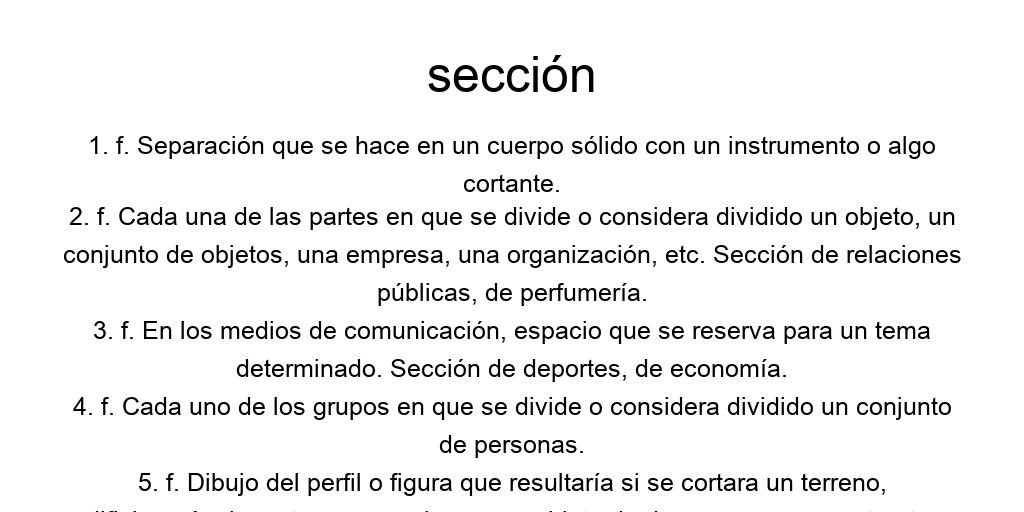 sección
1. f. Separación que se hace en un cuerpo sólido con un instrumento o algo
cortante.
2. f. Cada una de las partes en que se divide o considera dividido un objeto, un
conjunto de objetos, una empresa, una organización, etc. Sección de relaciones
públicas, de perfumería.
3. f. En los medios de comunicación, espacio que se reserva para un tema
determinado. Sección de deportes, de economía.
4. f. Cada uno de los grupos en que se divide o considera dividido un conjunto
de personas.
5. f. Dibujo del perfil o figura que resultaría si se cortara un terreno,